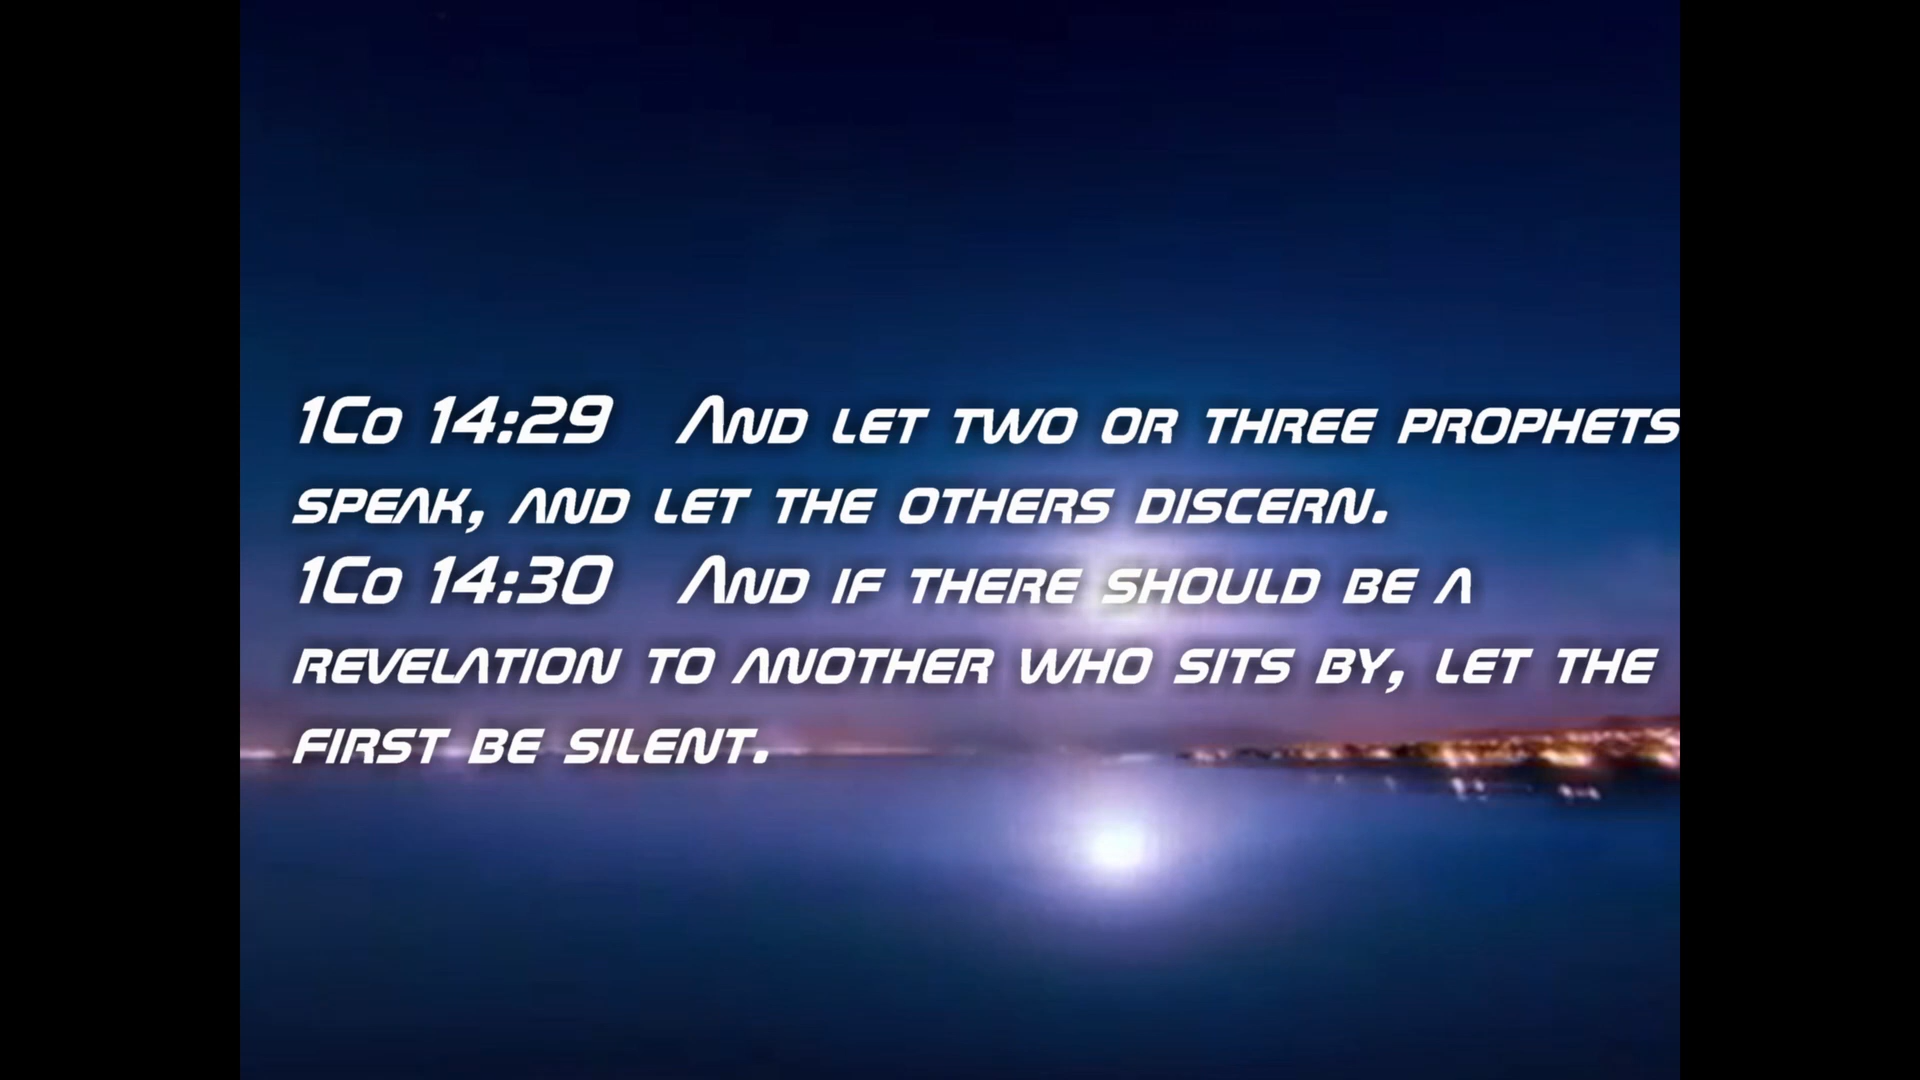 1Co 14:29 And let two or three prophets
speak, and let the others discern.
1Co 14:30 And if there should be a
revelation to another who sits by, let the
first be silent.